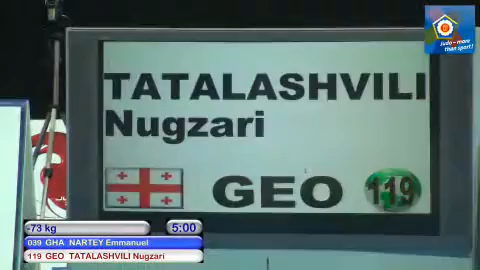 Judo...more
than sport!
TATALASHVILI
Nugzari
GEO 119
-73 kg 5:00
039 GHA NARTEY Emmanuel
119 GEO TATALASHVILI Nugzari